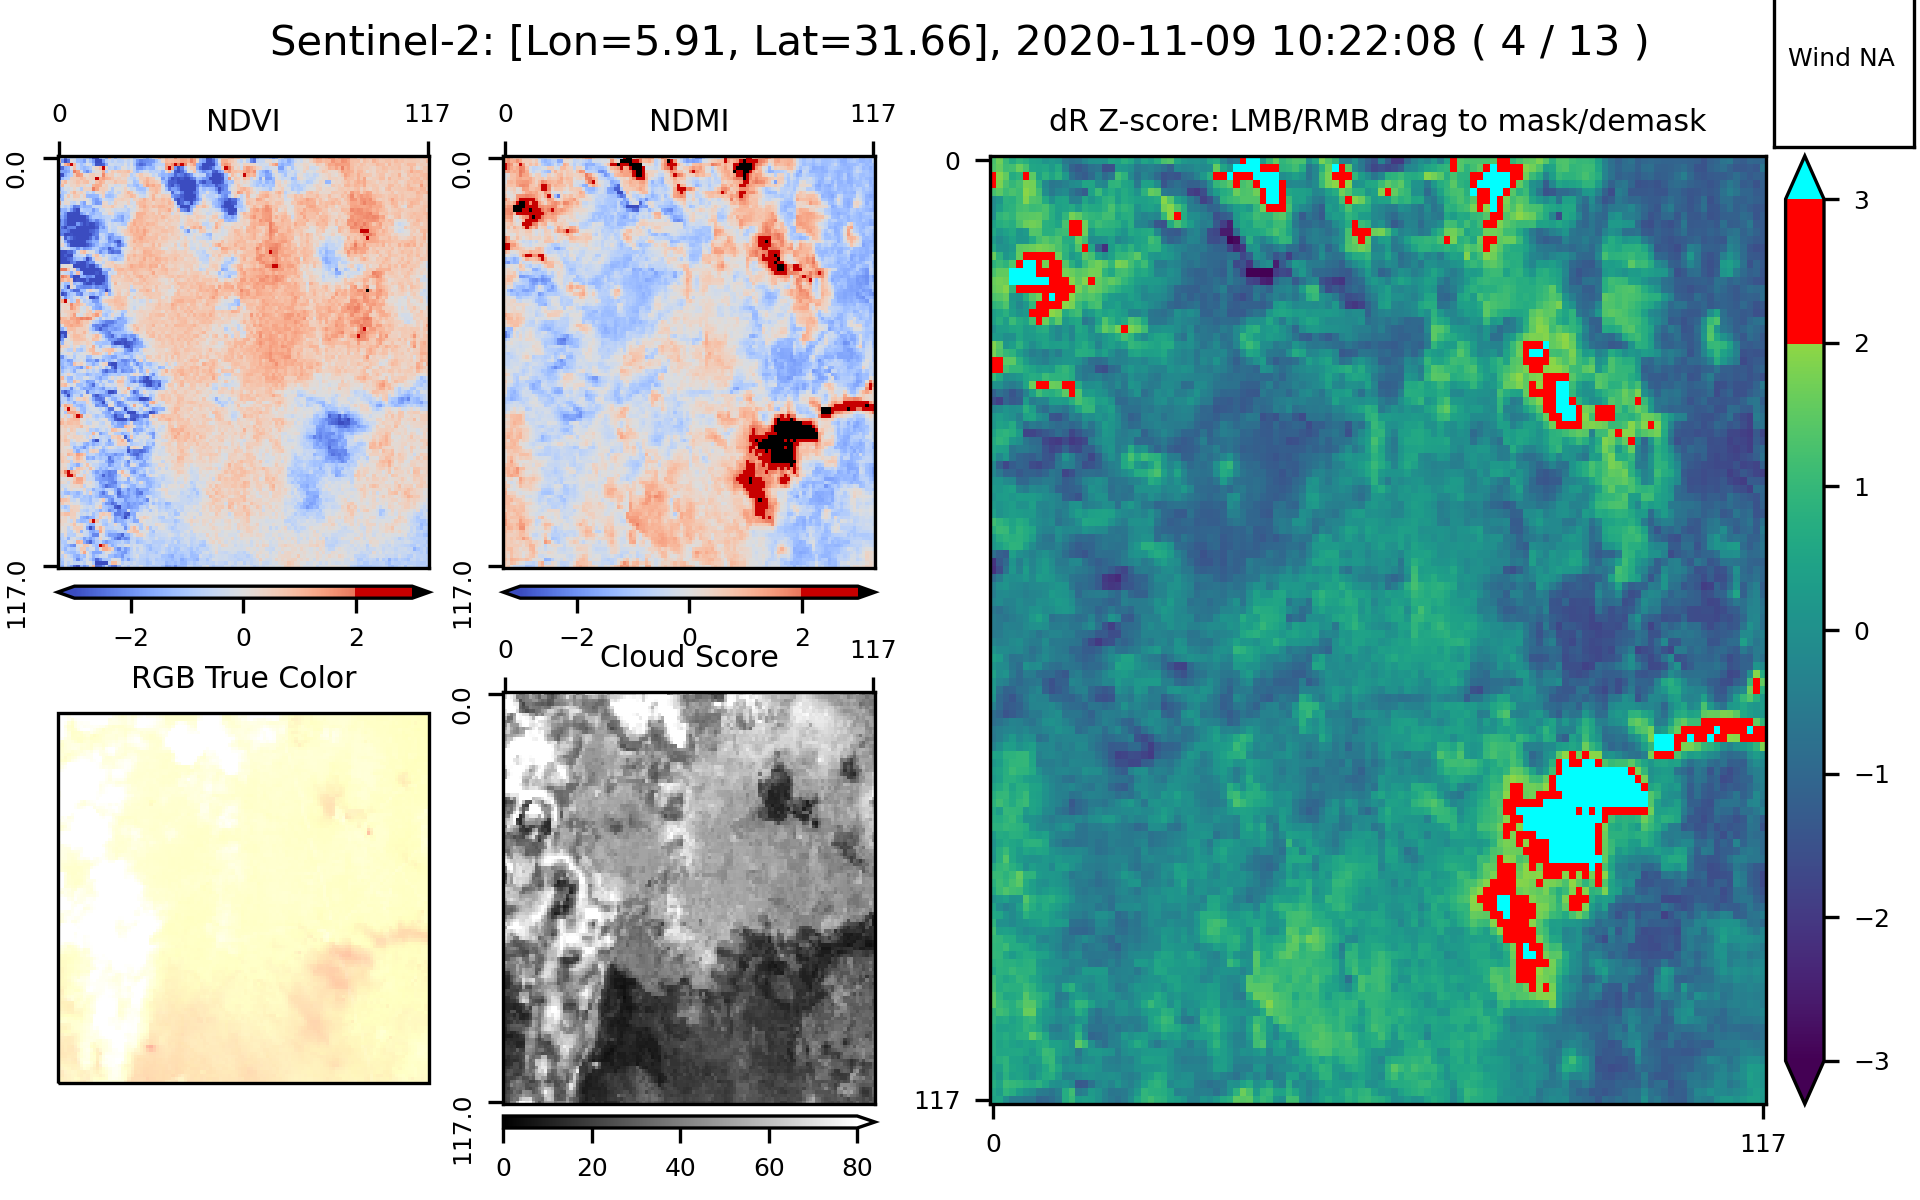 Sentinel-2: [Lon=5.91, Lat=31.66], 2020-11-09 10:22:08 ( 4 / 13 )
Wind NA
0 NDVI 117
0.0
117.0
−2 0 2
0 NDMI 117
0.0
117.0
−2 0 2
dR Z-score: LMB/RMB drag to mask/demask
0
117
0 117
3
2
1
0
−1
−2
−3
RGB True Color
0 Cloud Score 117
0.0
117.0
0 20 40 60 80